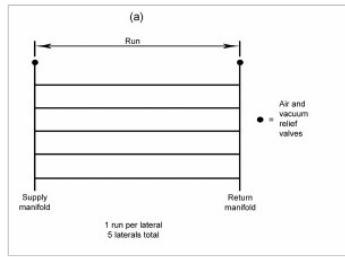 (a)
Run
Air and
= vacuum
relief
valves
Supply
manifold
Return
manifold
1 run per lateral
5 laterals total